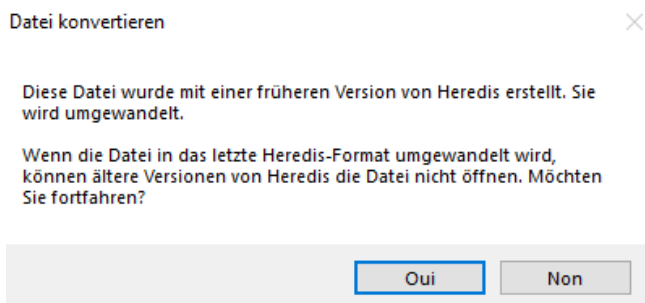 Datei konvertieren
Diese Datei wurde mit einer früheren Version von Heredis erstellt. Sie
wird umgewandelt.
Wenn die Datei in das letzte Heredis-Format umgewandelt wird,
können ältere Versionen von Heredis die Datei nicht öffnen. Möchten
Sie fortfahren?
Oui
Non